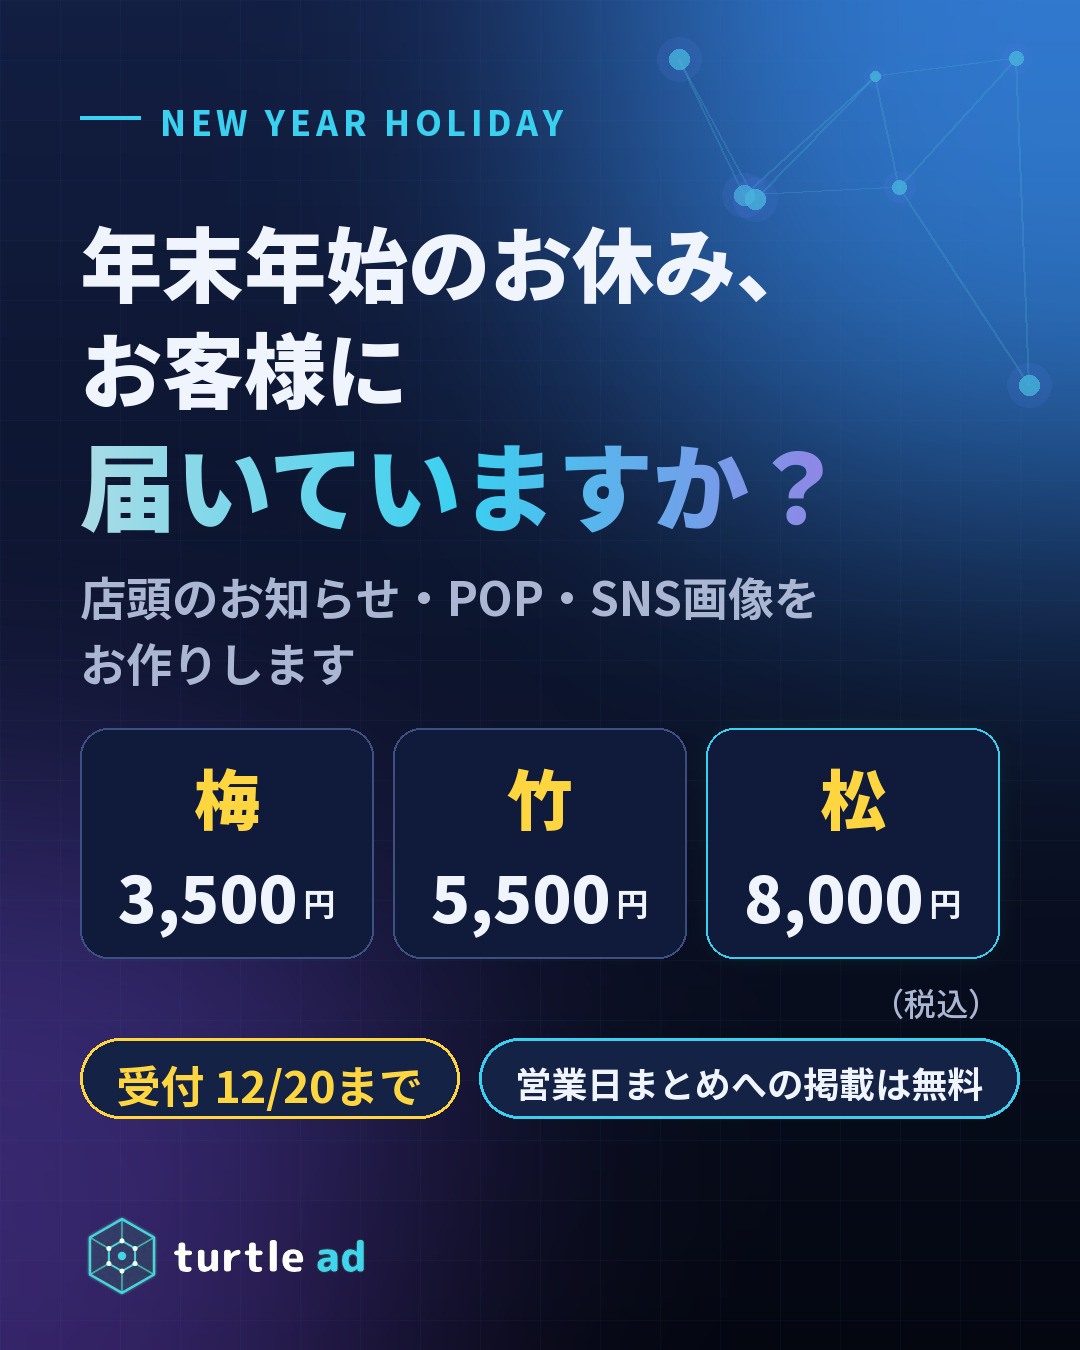 NEW YEAR HOLIDAY
年末年始のお休み、
お客様に
届いていますか？
店頭のお知らせ・POP・SNS画像を
お作りします
梅
3,500円
竹
5,500円
松
8,000円
（税込）
受付 12/20まで
営業日まとめへの掲載は無料
turtle ad